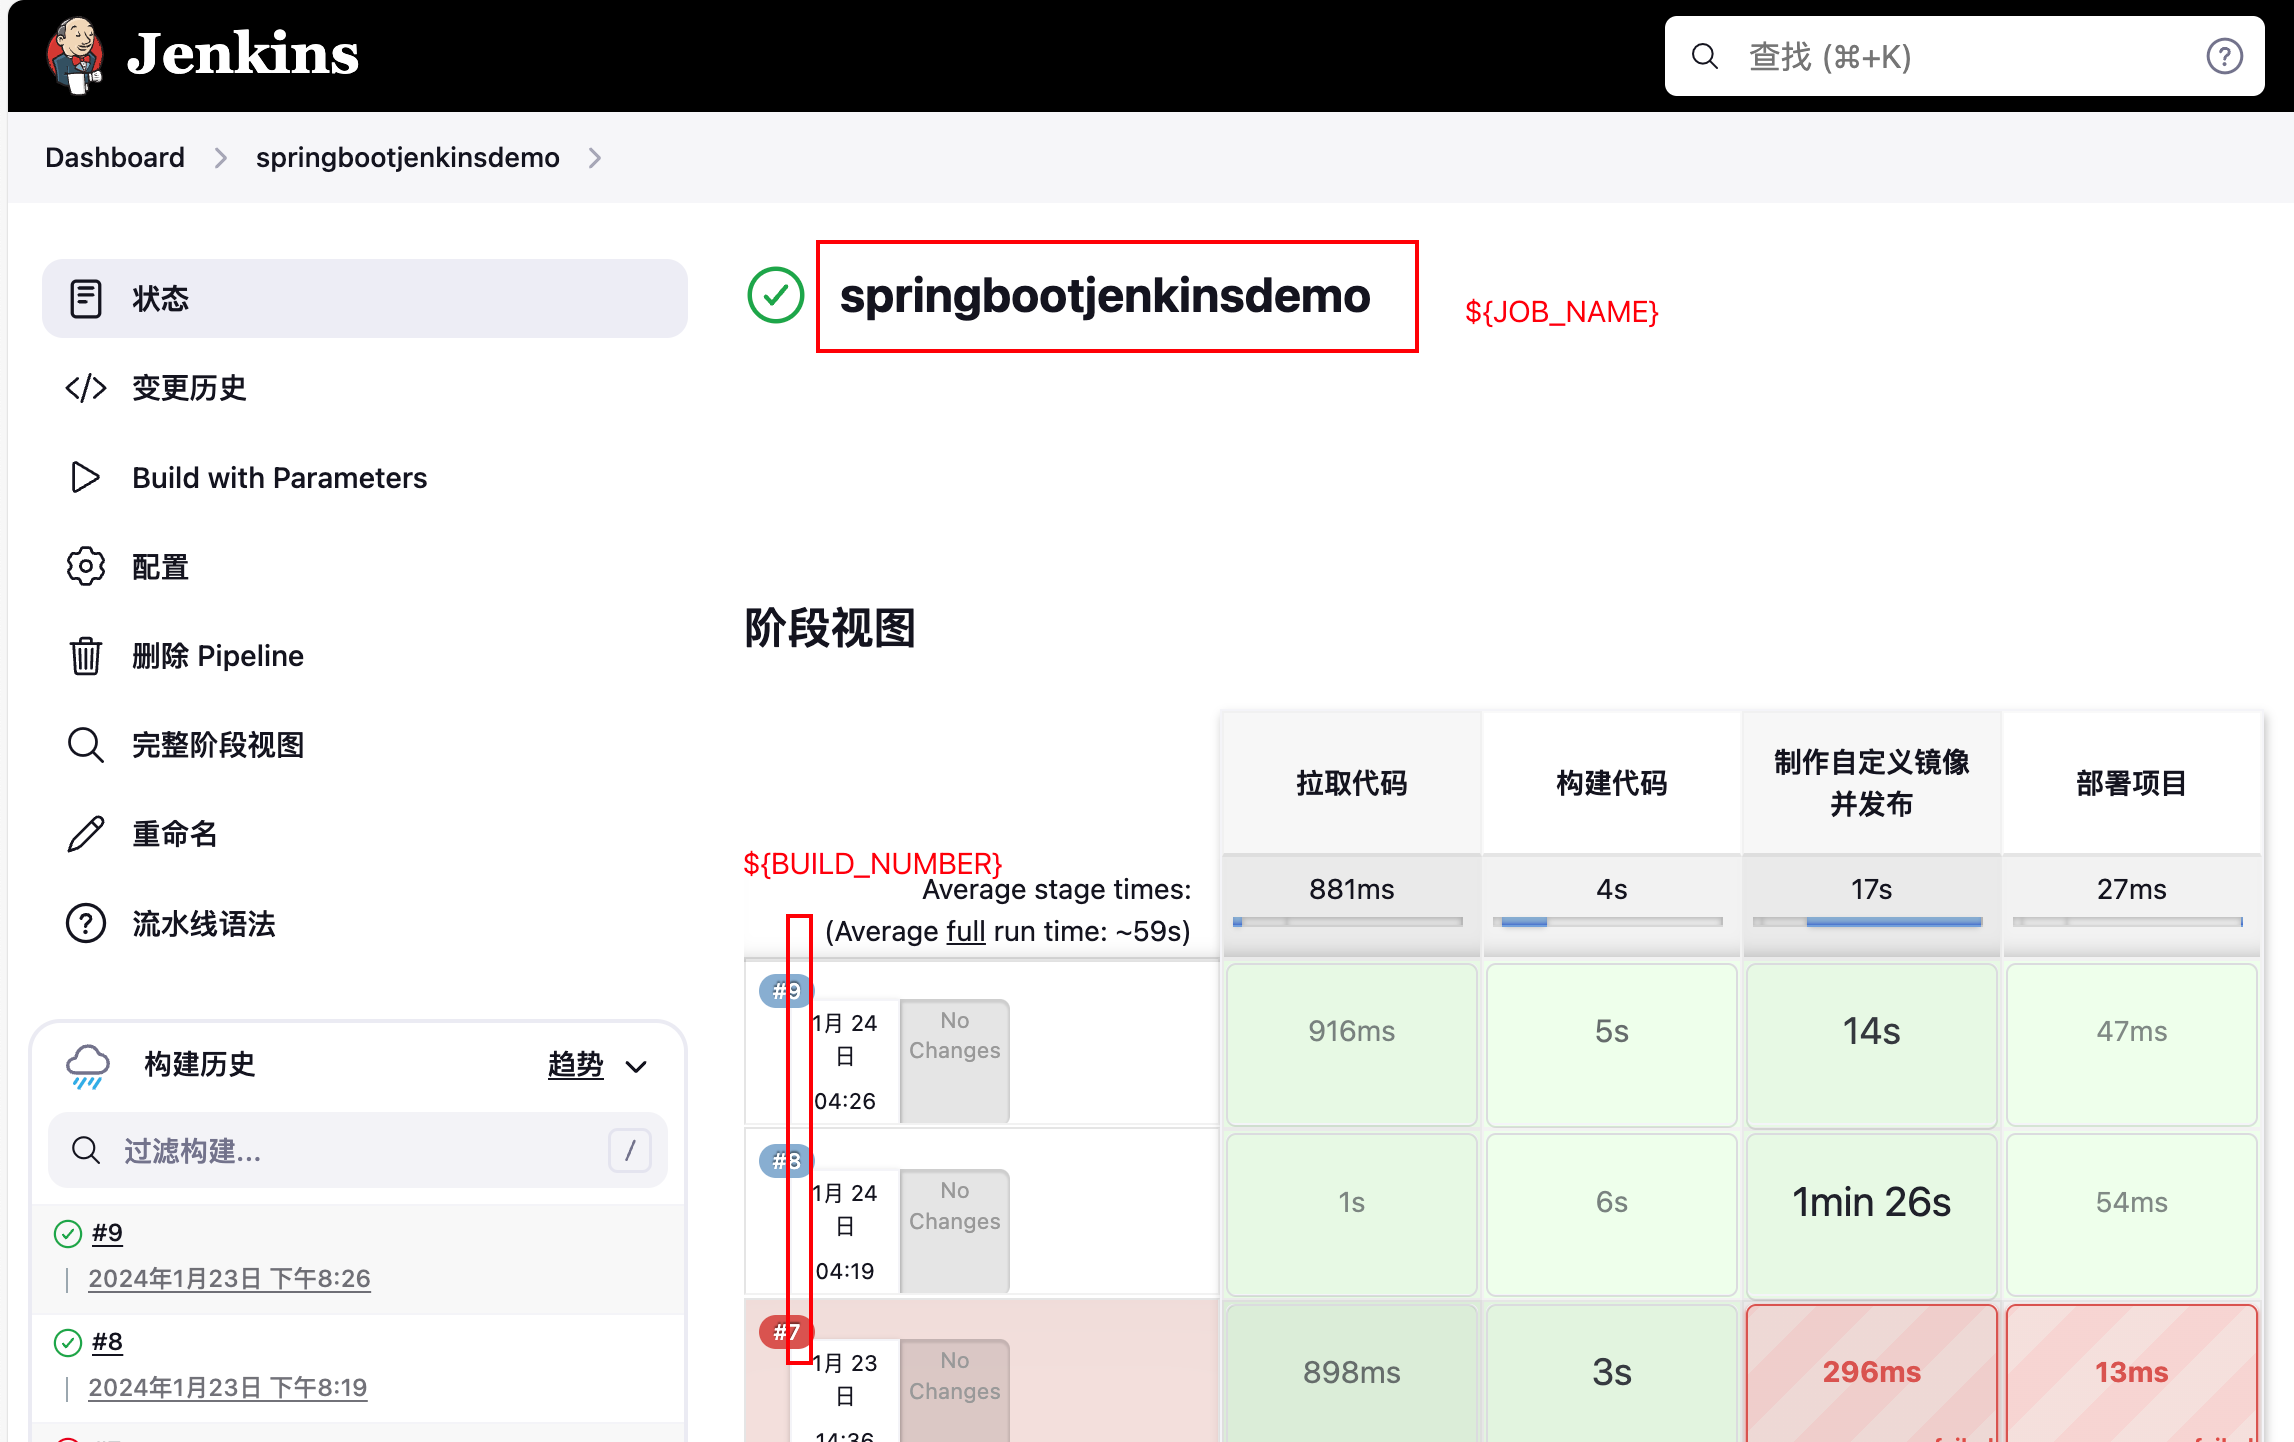 Jenkins
查找 (⌘+K)
Dashboard
springbootjenkinsdemo
状态
变更历史
Build with Parameters
配置
删除 Pipeline
完整阶段视图
重命名
流水线语法
构建历史
趋势
过滤构建...
/
#9
2024年1月23日 下午8:26
#8
2024年1月23日 下午8:19
springbootjenkinsdemo
${JOB_NAME}
阶段视图
拉取代码
构建代码
制作自定义镜像
并发布
部署项目
${BUILD_NUMBER}
Average stage times:
(Average full run time: ~59s)
881ms
4s
17s
27ms
#9
1月 24
日
04:26
No
Changes
916ms
5s
14s
47ms
#8
1月 24
日
04:19
No
Changes
1s
6s
1min 26s
54ms
#7
1月 23
日
14:36
No
Changes
898ms
3s
296ms
13ms